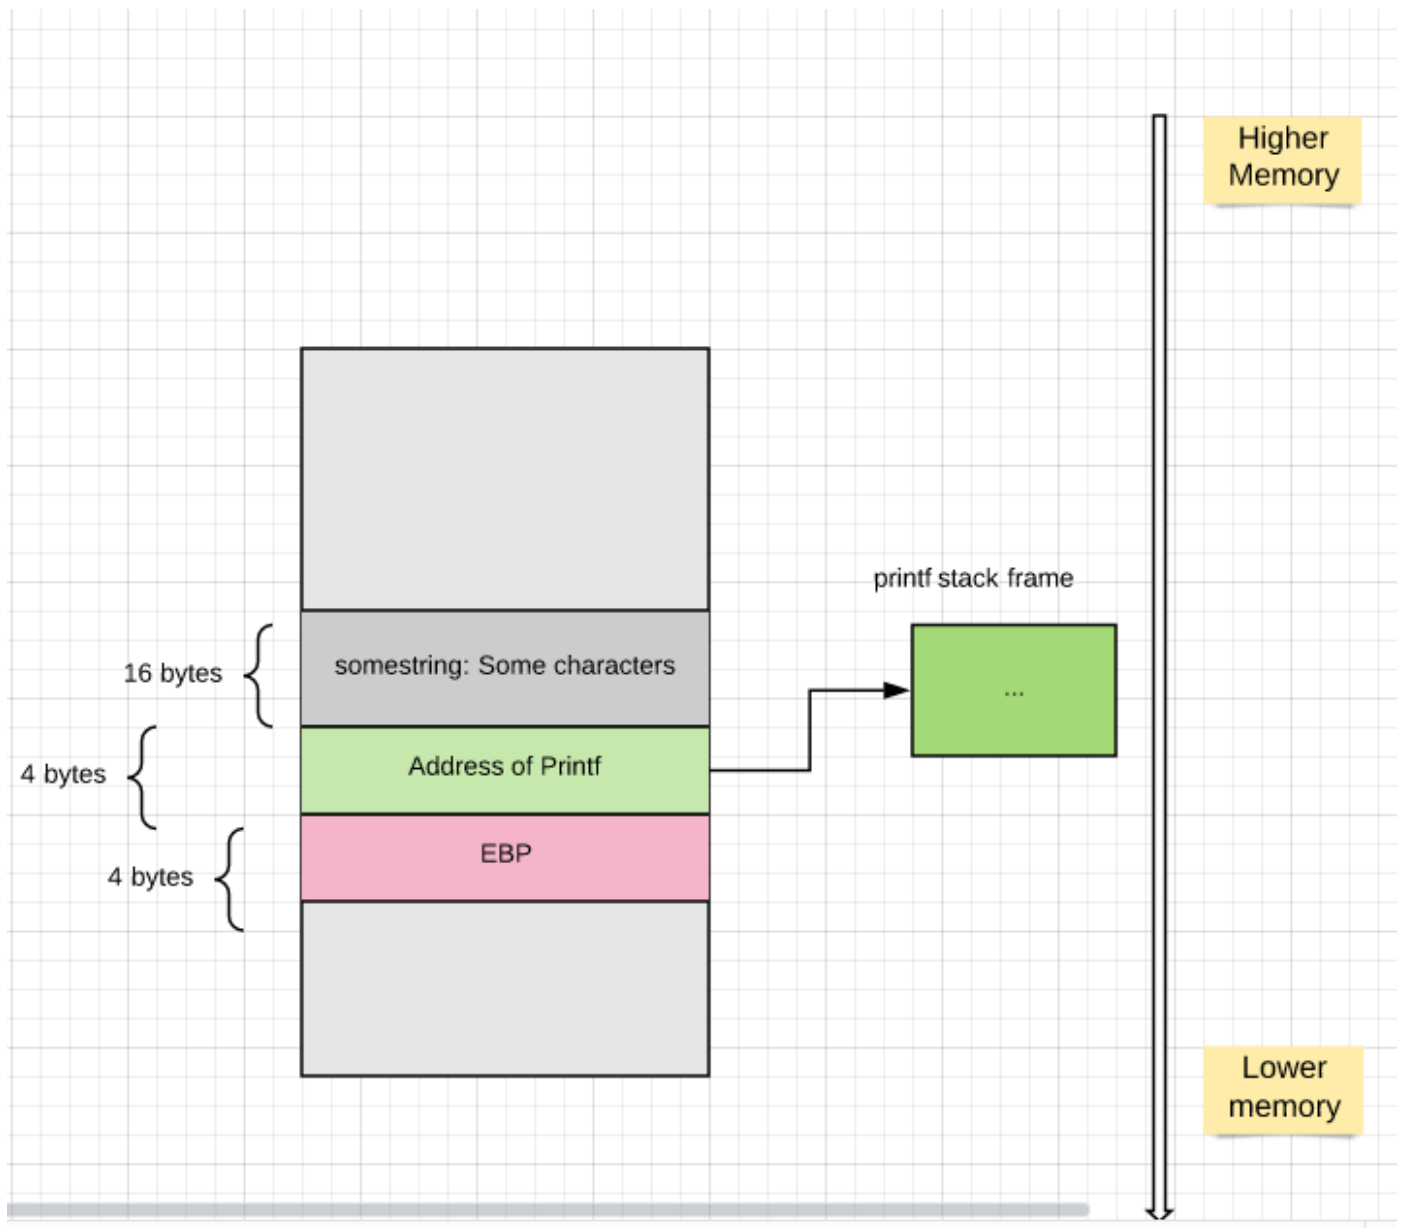 Higher
Memory
printf stack frame
16 bytes
somestring: Some characters
...
4 bytes
Address of Printf
4 bytes
EBP
Lower
memory